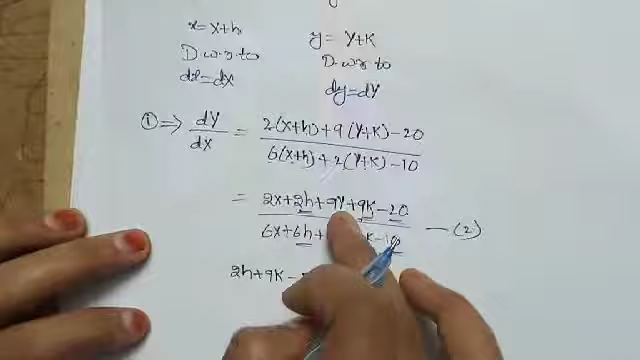 x = X+h y = Y+K
D w.r.to D. w.r to
dx = dX dy = dY
① ⇒ dY/dX = 2(X+h)+9(Y+K)-20 / 6(X+h)+2(Y+K)-10
= 2X+2h+9Y+9K-20 / 6X+6h+ K-10 — (2)
2h+9K-